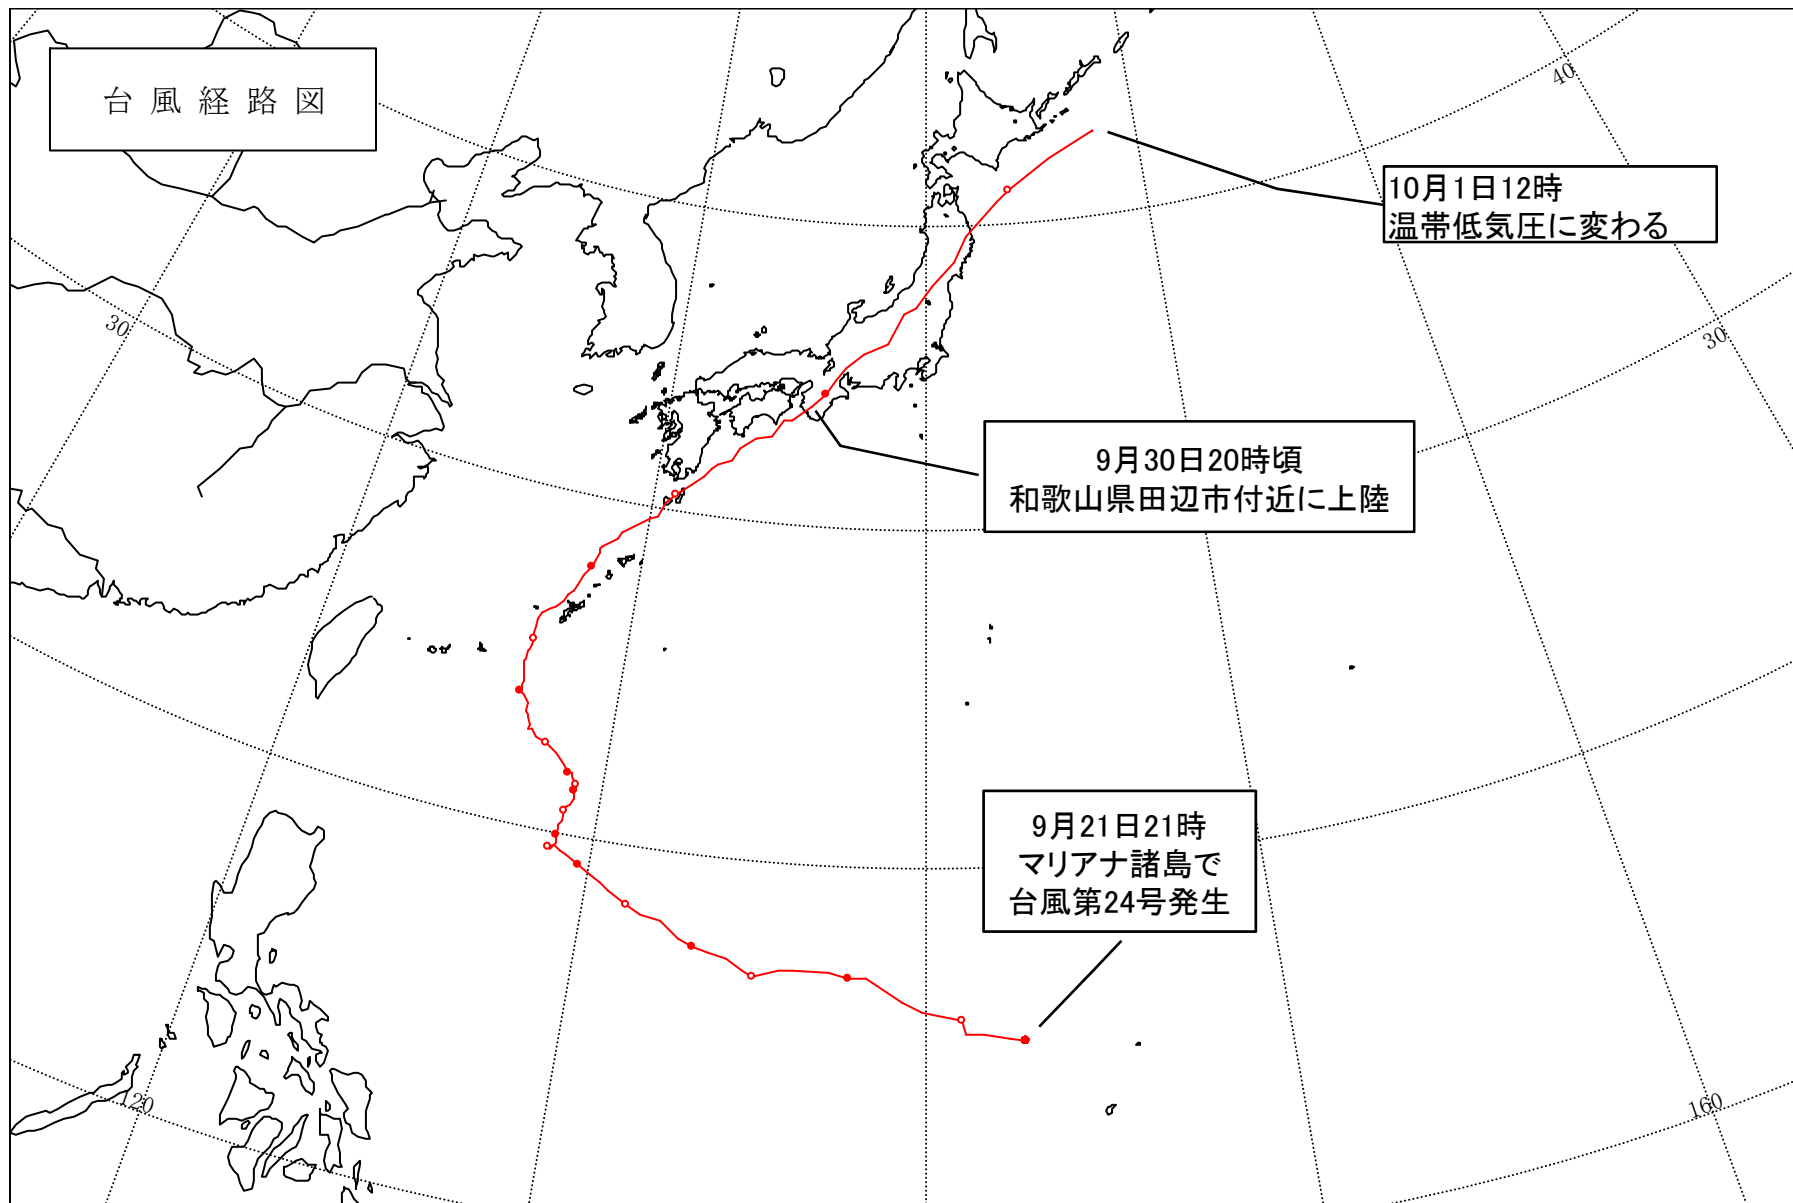 台風経路図
40
10月1日12時
温帯低気圧に変わる
30
30
9月30日20時頃
和歌山県田辺市付近に上陸
9月21日21時
マリアナ諸島で
台風第24号発生
120
160